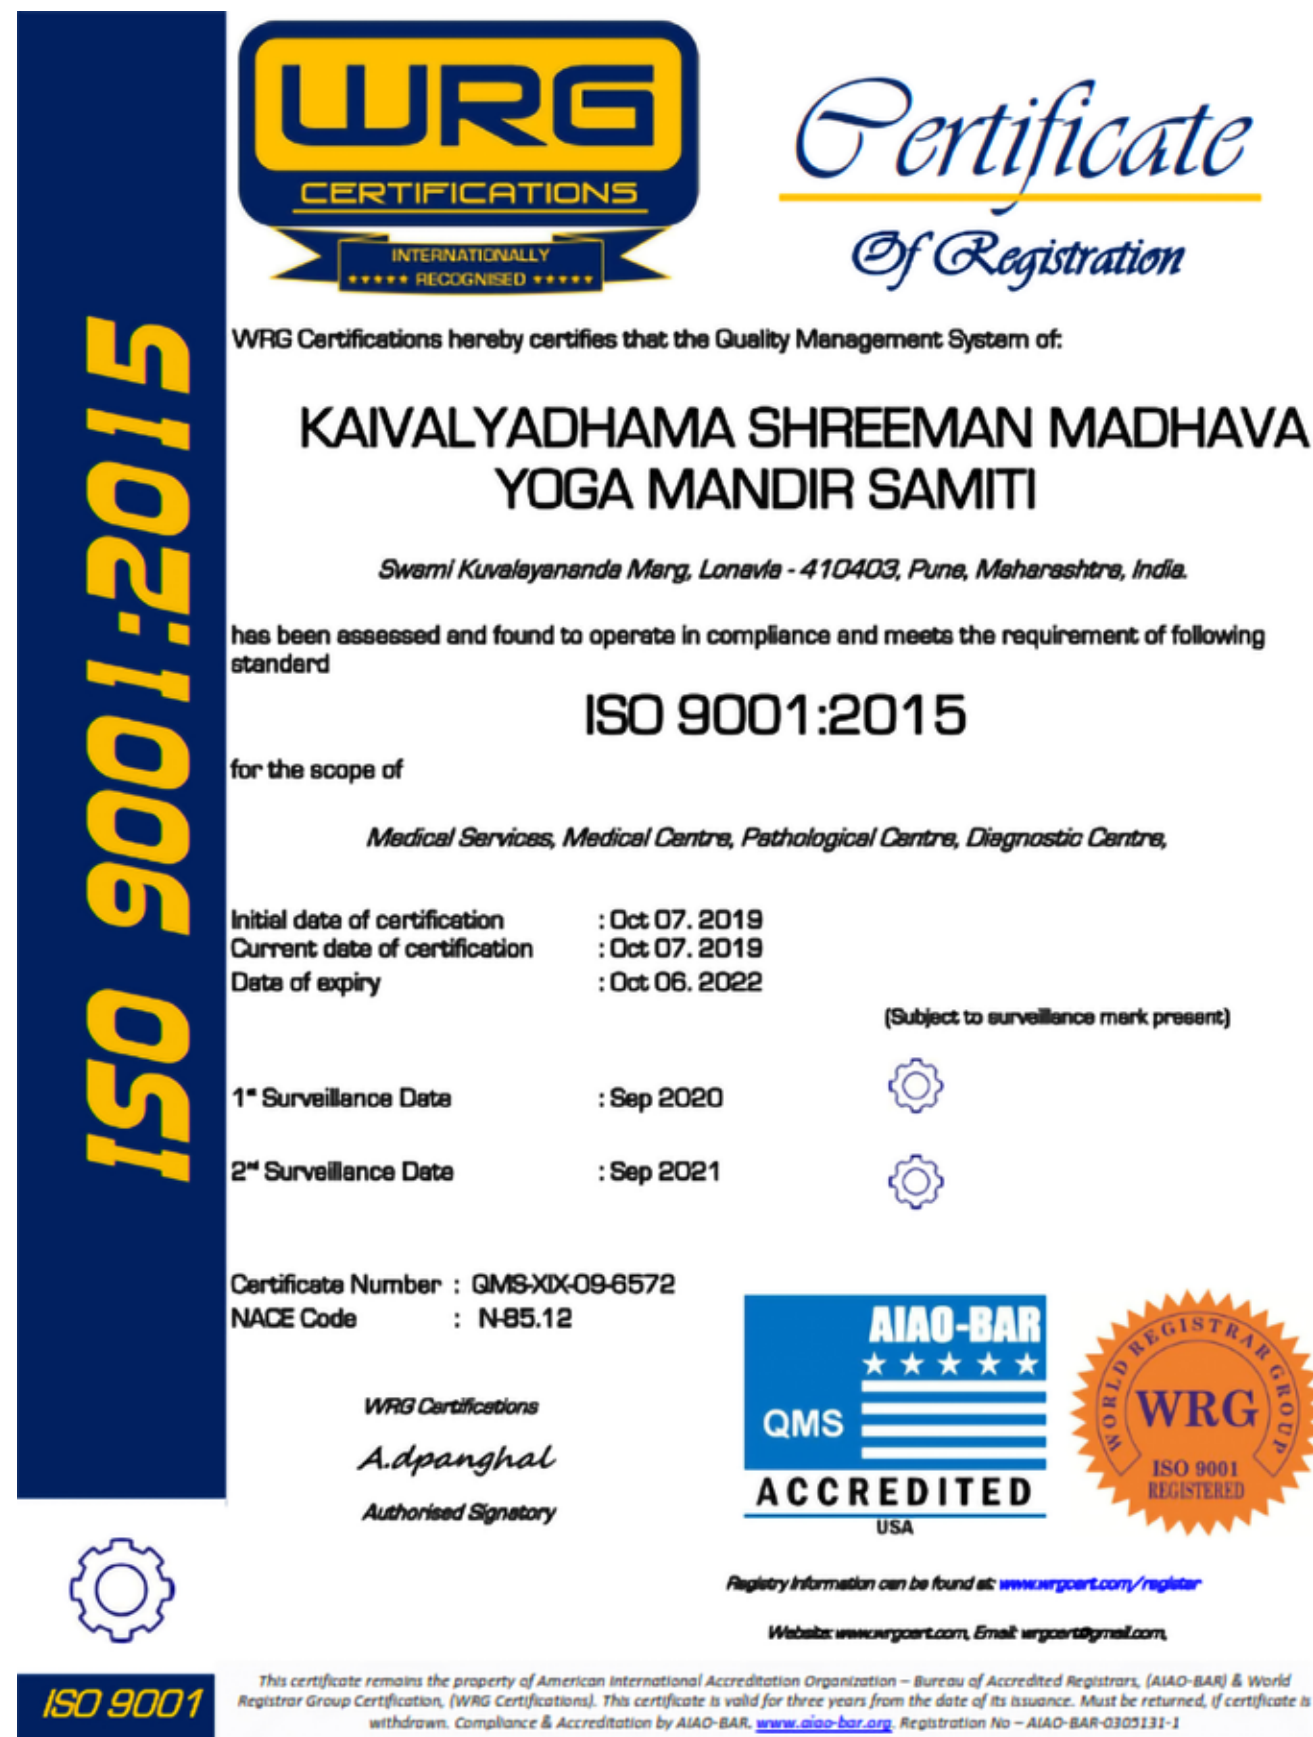 WRG
CERTIFICATIONS
INTERNATIONALLY
RECOGNISED
Certificate
Of Registration
ISO 9001:2015
WRG Certifications hereby certifies that the Quality Management System of:
KAIVALYADHAMA SHREEMAN MADHAVA
YOGA MANDIR SAMITI
Swami Kuvalayananda Marg, Lonavla - 410403, Pune, Maharashtra, India.
has been assessed and found to operate in compliance and meets the requirement of following
standard
ISO 9001:2015
for the scope of
Medical Services, Medical Centre, Pathological Centre, Diagnostic Centre,
Initial date of certification : Oct 07. 2019
Current date of certification : Oct 07. 2019
Date of expiry : Oct 06. 2022
(Subject to surveillance mark present)
1st Surveillance Date : Sep 2020
2nd Surveillance Date : Sep 2021
Certificate Number : QMS-XIX-09-6572
NACE Code : N-85.12
WRG Certifications
A.dpanghal
Authorised Signatory
AIAO-BAR
QMS
ACCREDITED
USA
WORLD REGISTRAR GROUP
WRG
ISO 9001
REGISTERED
Registry Information can be found at: www.wrgcert.com/register
Website: www.wrgcert.com, Email: wrgcert@gmail.com,
ISO 9001
This certificate remains the property of American International Accreditation Organization – Bureau of Accredited Registrars, (AIAO-BAR) & World
Registrar Group Certification, (WRG Certifications). This certificate is valid for three years from the date of its issuance. Must be returned, if certificate is
withdrawn. Compliance & Accreditation by AIAO-BAR, www.aiao-bar.org. Registration No – AIAO-BAR-0305131-1